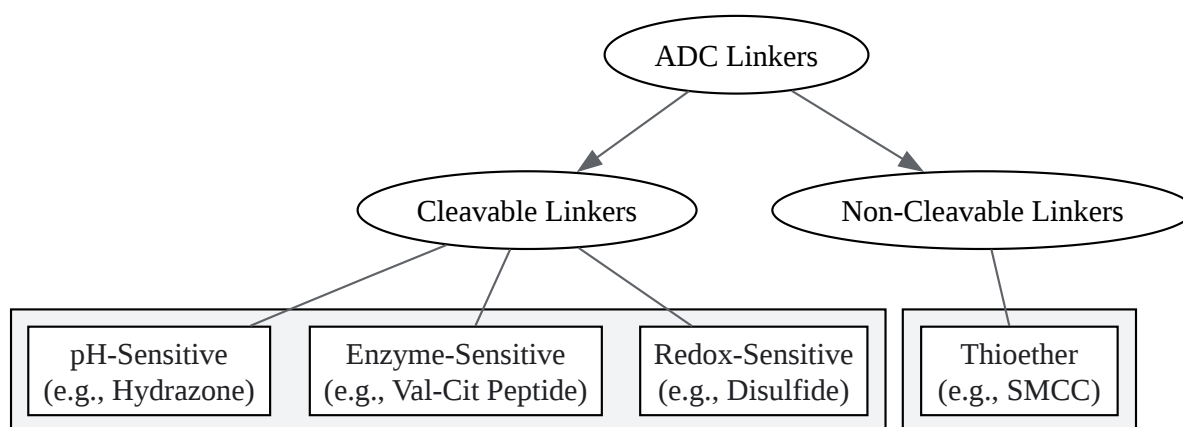 ADC Linkers
Cleavable Linkers
Non-Cleavable Linkers
pH-Sensitive
(e.g., Hydrazone)
Enzyme-Sensitive
(e.g., Val-Cit Peptide)
Redox-Sensitive
(e.g., Disulfide)
Thioether
(e.g., SMCC)